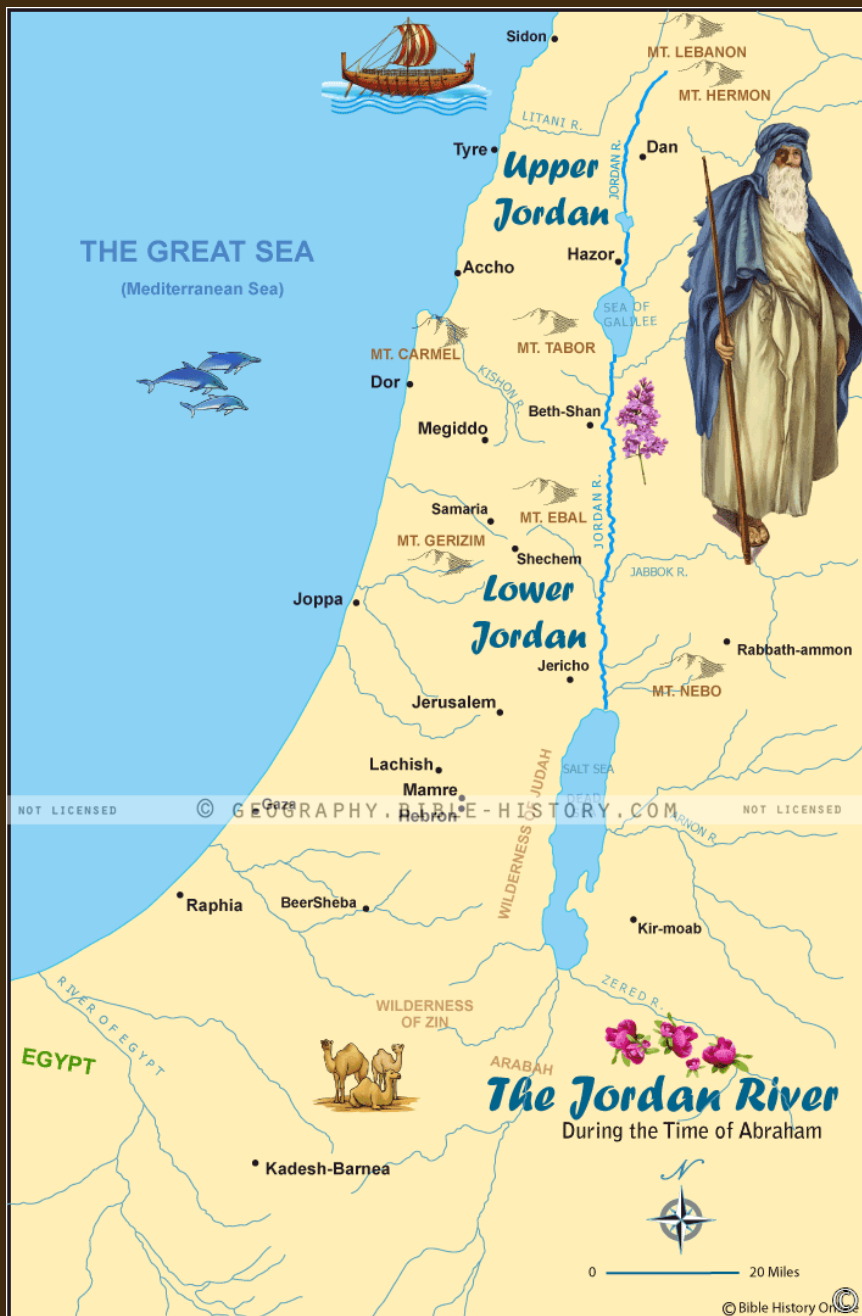 Sidon
MT. LEBANON
MT. HERMON
LITANI R.
Tyre
Dan
JORDAN R.
Upper
Jordan
THE GREAT SEA
(Mediterranean Sea)
Hazor
Accho
SEA OF
GALILEE
MT. CARMEL
MT. TABOR
KISHON R.
Dor
Beth-Shan
Megiddo
JORDAN R.
Samaria
MT. EBAL
MT. GERIZIM
Shechem
JABBOK R.
Lower
Jordan
Joppa
Rabbath-ammon
Jericho
MT. NEBO
Jerusalem
Lachish
SALT SEA
Mamre
WILDERNESS OF JUDAH
DEAD
Gaza
NOT LICENSED
© GEOGRAPHY.BIBLE-HISTORY.COM
NOT LICENSED
Hebron
ARNON R.
Raphia
BeerSheba
Kir-moab
RIVER OF EGYPT
ZERED R.
WILDERNESS
OF ZIN
EGYPT
ARABAH
The Jordan River
During the Time of Abraham
Kadesh-Barnea
N
0 20 Miles
© Bible History
©